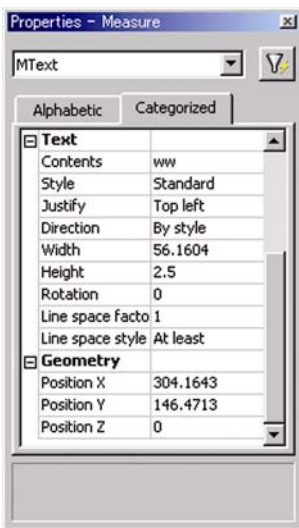 Properties - Measure
MText
Alphabetic Categorized
Text
Contents ww
Style Standard
Justify Top left
Direction By style
Width 56.1604
Height 2.5
Rotation 0
Line space facto 1
Line space style At least
Geometry
Position X 304.1643
Position Y 146.4713
Position Z 0